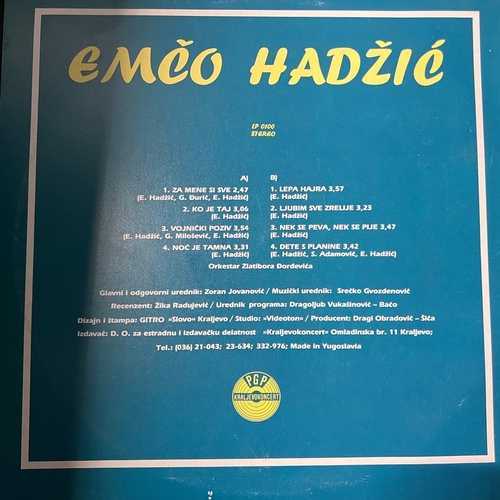 EMČO HADŽIĆ
LP 0100
STEREO
A)
1. ZA MENE SI SVE 2,47
(E. Hadžić, G. Đurić, E. Hadžić)
2. KO JE TAJ 3,06
(E. Hadžić)
3. VOJNIČKI POZIV 3,54
(E. Hadžić, G. Milošević, E. Hadžić)
4. NOĆ JE TAMNA 3,31
(E. Hadžić)
B)
1. LEPA HAJRA 3,57
(E. Hadžić)
2. LJUBIM SVE ZRELIJE 3,23
(E. Hadžić)
3. NEK SE PEVA, NEK SE PIJE 3,47
(E. Hadžić)
4. DETE S PLANINE 3,42
(E. Hadžić, S. Adamović, E. Hadžić)
Orkestar Zlatibora Đorđevića
Glavni i odgovorni urednik: Zoran Jovanović / Muzički urednik: Srećko Gvozdenović
Recenzent: Žika Radujević / Urednik programa: Dragoljub Vukašinović – Bačo
Dizajn i štampa: GITRO »Slovo« Kraljevo / Studio: »Videoton« / Producent: Dragi Obradović – Šiča
Izdavač: D. O. za estradnu i izdavačku delatnost »Kraljevokoncert« Omladinska br. 11 Kraljevo;
Tel.: (036) 21-043; 23-634; 332-976; Made in Yugoslavia
PGP
KRALJEVOKONCERT